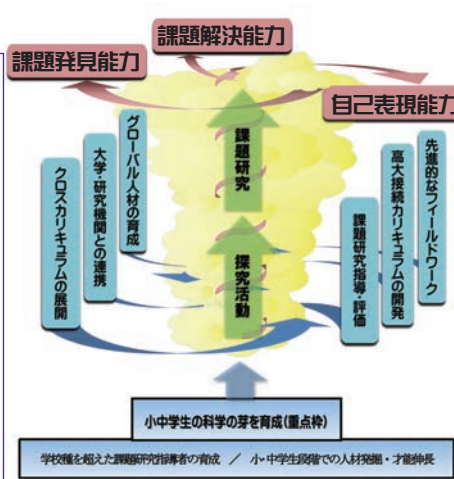 課題解決能力
課題発見能力
自己表現能力
グローバル人材の育成
大学・研究機関との連携
クロスカリキュラムの展開
課題研究
探究活動
先進的なフィールドワーク
高大接続カリキュラムの開発
課題研究指導・評価
小中学生の科学の芽を育成(重点枠)
学校種を超えた課題研究指導者の育成 / 小・中学生段階での人材発掘・才能伸長